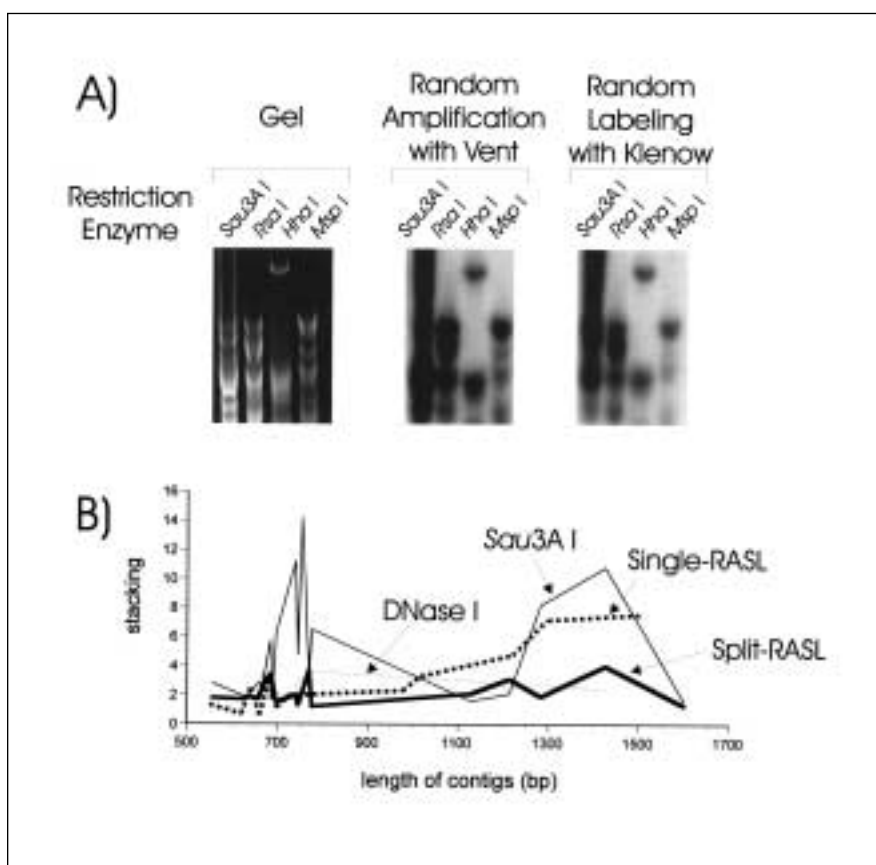 A)
Gel
Random
Amplification
with Vent
Random
Labeling
with Klenow
Restriction
Enzyme
Sau3A I
Rsa I
Hha I
Msp I
Sau3A I
Rsa I
Hha I
Msp I
Sau3A I
Rsa I
Hha I
Msp I
B)
stacking
16
14
12
10
8
6
4
2
0
DNase I
Sau3A I
Single-RASL
Split-RASL
500
700
900
1100
1300
1500
1700
length of contigs (bp)